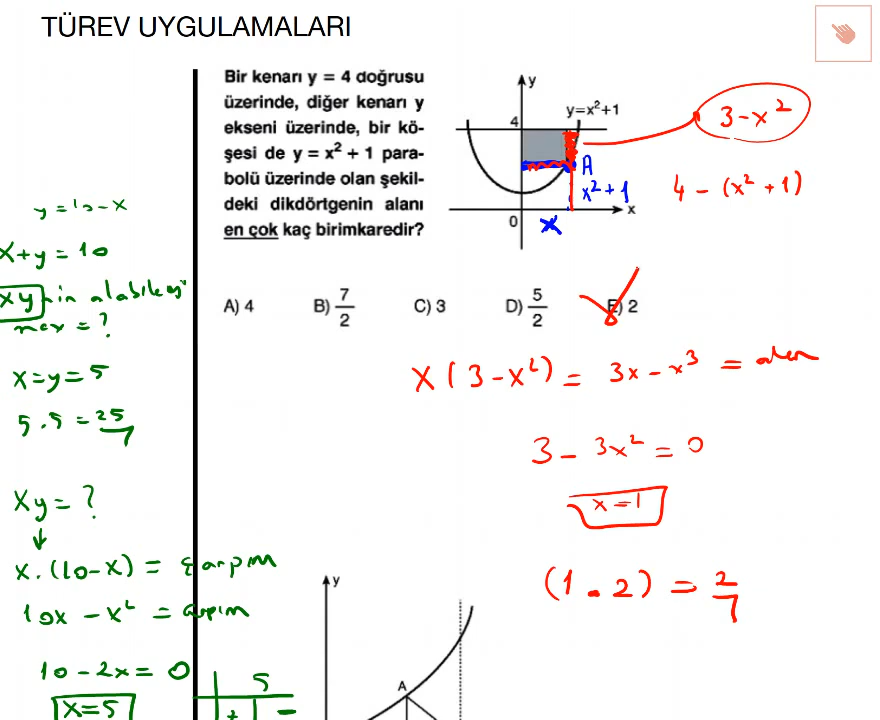 TÜREV UYGULAMALARI
Bir kenarı y = 4 doğrusu
üzerinde, diğer kenarı y
ekseni üzerinde, bir kö-
şesi de y = x² + 1 para-
bolü üzerinde olan şekil-
deki dikdörtgenin alanı
en çok kaç birimkaredir?
y
y=x²+1
4
A
x²+1
x
0
x
3-x²
4-(x²+1)
A) 4 B) 7/2 C) 3 D) 5/2 E) 2
x(3-x²) = 3x-x³ = alan
3-3x² = 0
x=1
(1.2) = 2
y=10-x
x+y=10
xy nin
max=?
x=y=5
5.5=25
xy=?
x.(10-x) = çarpım
10x-x² = çarpım
10-2x=0
x=5
5
+ -
y
A